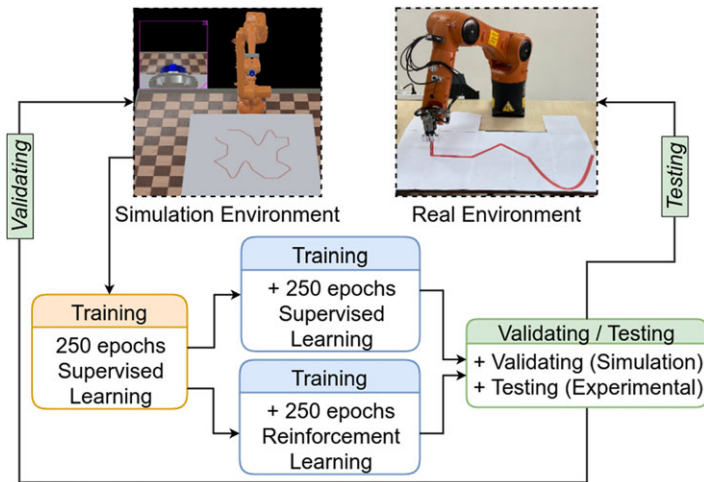 Simulation Environment
Real Environment
Validating
Testing
Training
250 epochs
Supervised
Learning
Training
+ 250 epochs
Supervised
Learning
Training
+ 250 epochs
Reinforcement
Learning
Validating / Testing
+ Validating (Simulation)
+ Testing (Experimental)